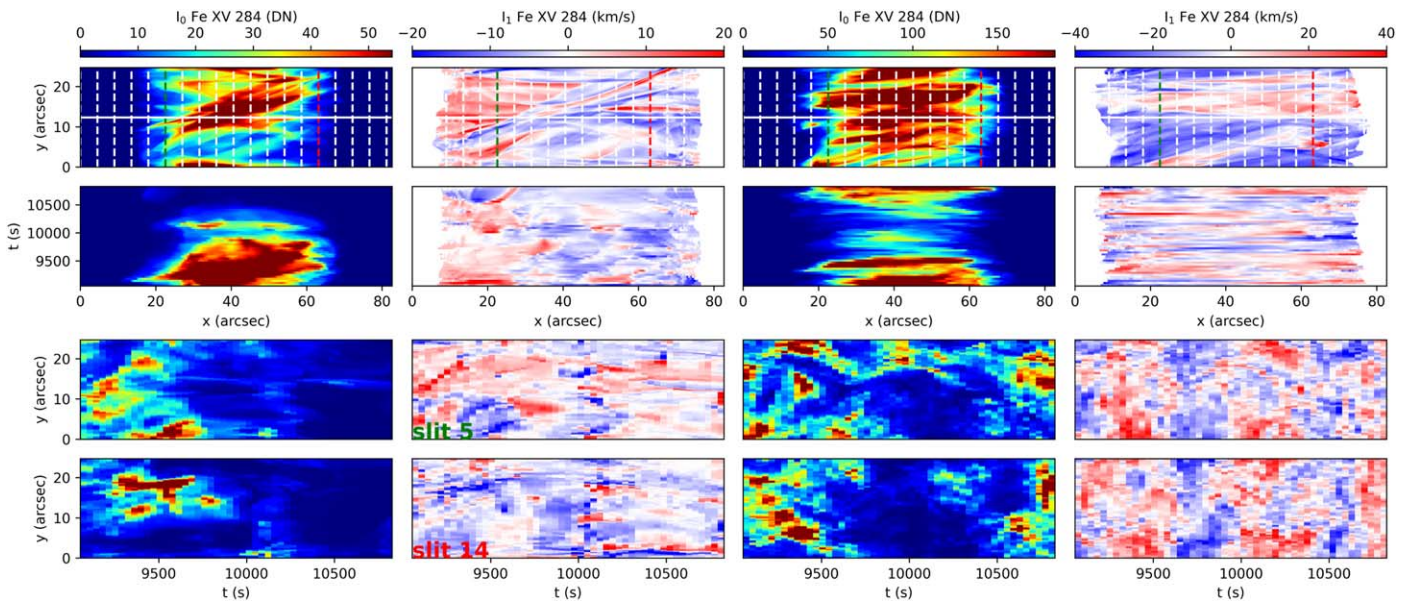 I₀ Fe XV 284 (DN) I₁ Fe XV 284 (km/s) I₀ Fe XV 284 (DN) I₁ Fe XV 284 (km/s)
0 10 20 30 40 50 −20 −10 0 10 20 0 50 100 150 −40 −20 0 20 40
y (arcsec)
20
10
0
t (s)
10500
10000
9500
0 20 40 60 80 0 20 40 60 80 0 20 40 60 80 0 20 40 60 80
x (arcsec) x (arcsec) x (arcsec) x (arcsec)
y (arcsec)
20
10
0
slit 5
y (arcsec)
20
10
0
slit 14
9500 10000 10500 9500 10000 10500 9500 10000 10500 9500 10000 10500
t (s) t (s) t (s) t (s)